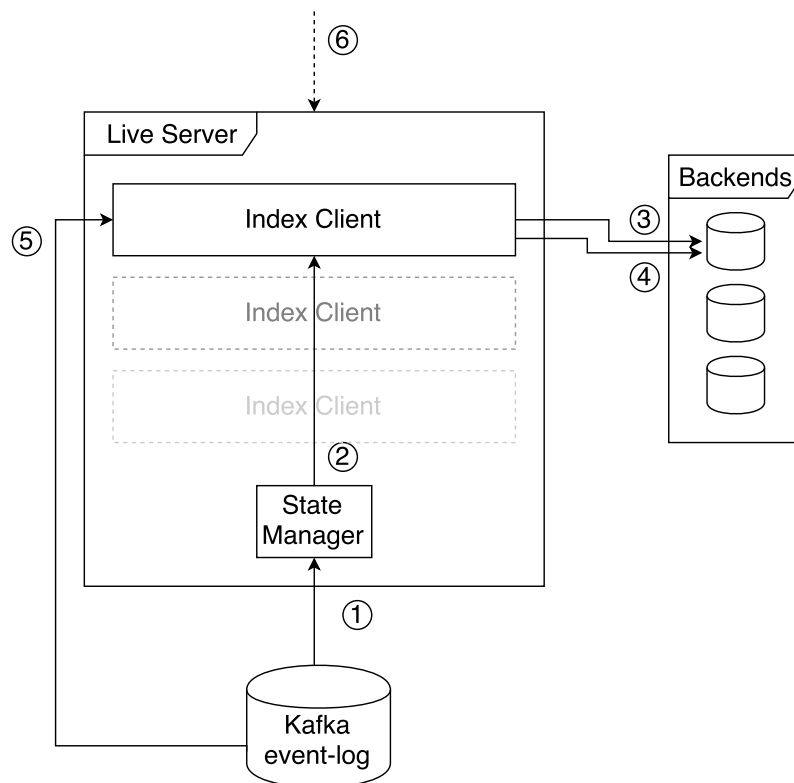 ⑥
Live Server
Backends
Index Client
③
⑤
④
Index Client
Index Client
②
State
Manager
①
Kafka
event-log